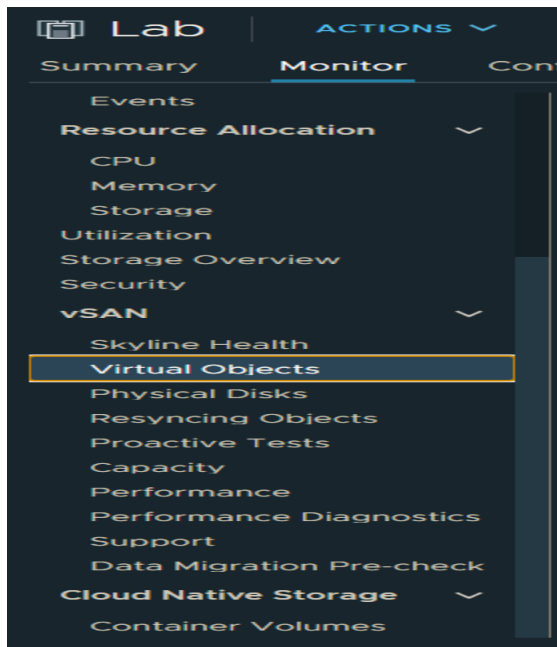 Lab ACTIONS
Summary Monitor Con
Events
Resource Allocation
CPU
Memory
Storage
Utilization
Storage Overview
Security
vSAN
Skyline Health
Virtual Objects
Physical Disks
Resyncing Objects
Proactive Tests
Capacity
Performance
Performance Diagnostics
Support
Data Migration Pre-check
Cloud Native Storage
Container Volumes